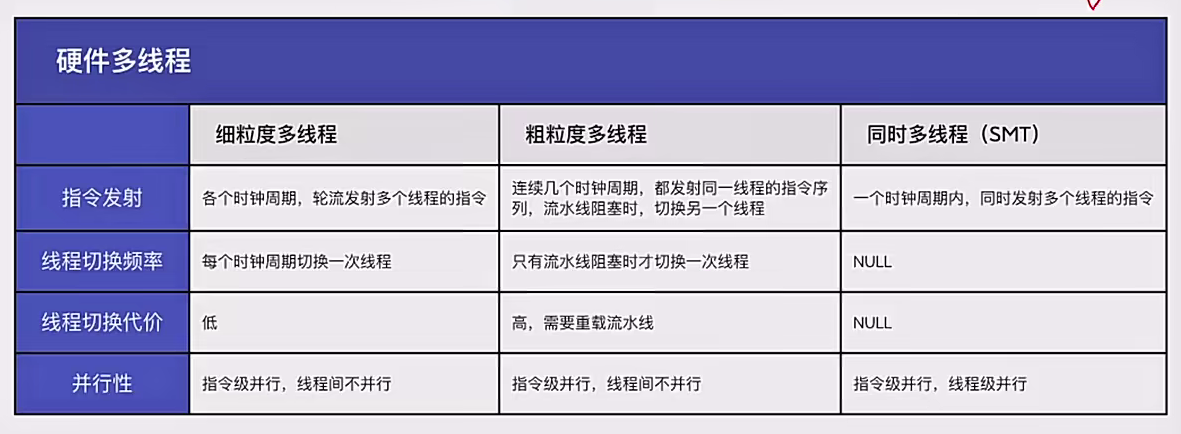 硬件多线程
细粒度多线程
粗粒度多线程
同时多线程（SMT）
指令发射
各个时钟周期，轮流发射多个线程的指令
连续几个时钟周期，都发射同一线程的指令序
列，流水线阻塞时，切换另一个线程
一个时钟周期内，同时发射多个线程的指令
线程切换频率
每个时钟周期切换一次线程
只有流水线阻塞时才切换一次线程
NULL
线程切换代价
低
高，需要重载流水线
NULL
并行性
指令级并行，线程间不并行
指令级并行，线程间不并行
指令级并行，线程级并行